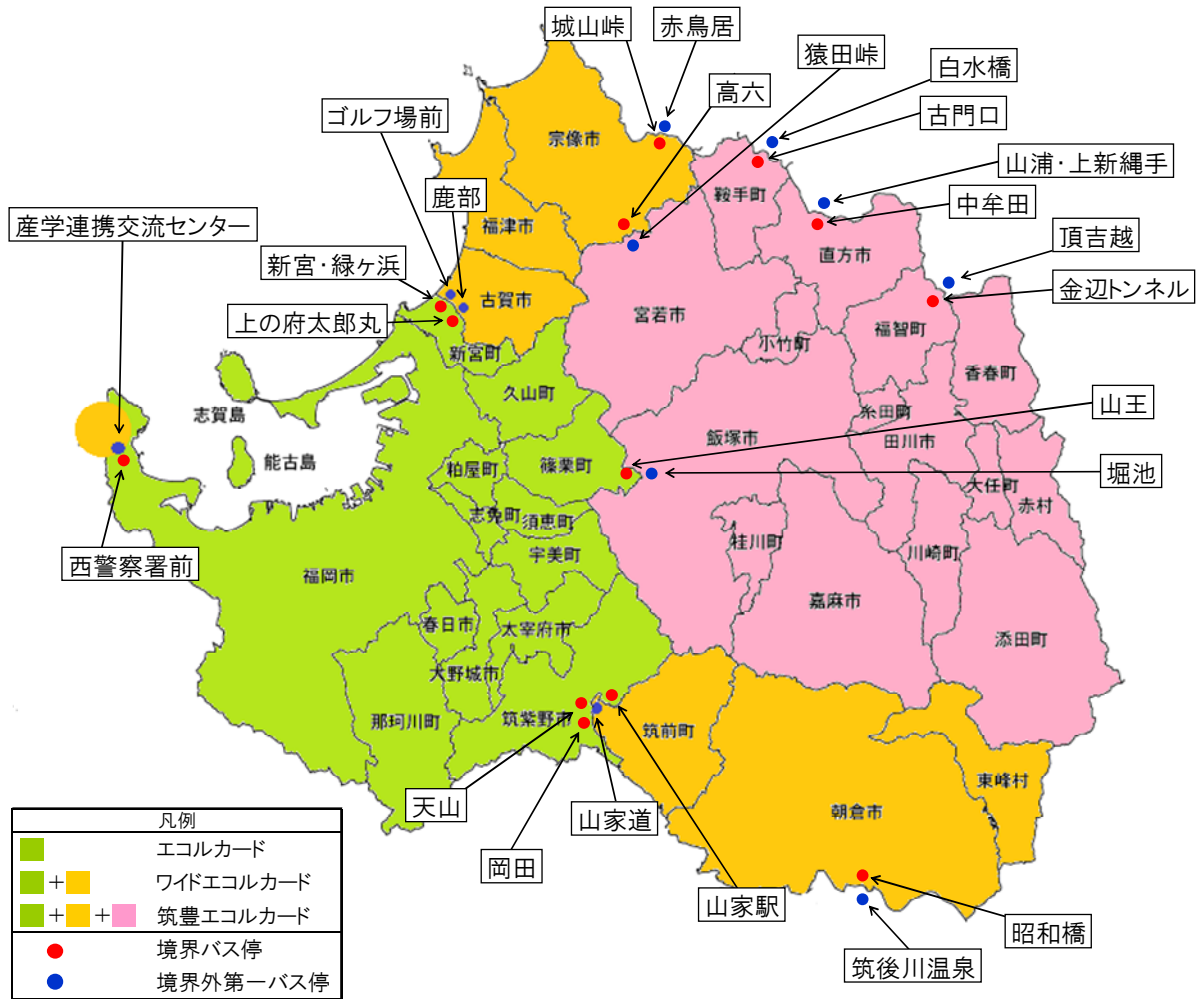 城山峠
赤鳥居
猿田峠
白水橋
高六
ゴルフ場前
古門口
宗像市
山浦・上新縄手
鞍手町
鹿部
中牟田
産学連携交流センター
福津市
頂吉越
直方市
新宮・緑ヶ浜
古賀市
金辺トンネル
宮若市
上の府太郎丸
福智町
小竹町
新宮町
香春町
久山町
山王
志賀島
糸田町
飯塚市
田川市
能古島
粕屋町
篠栗町
堀池
大任町
赤村
志免町
須恵町
桂川町
宇美町
川崎町
西警察署前
福岡市
嘉麻市
春日市
太宰府市
添田町
大野城市
那珂川町
筑紫野市
筑前町
東峰村
天山
山家道
朝倉市
凡例
エコルカード
岡田
+
ワイドエコルカード
山家駅
+ +
筑豊エコルカード
昭和橋
境界バス停
筑後川温泉
境界外第一バス停